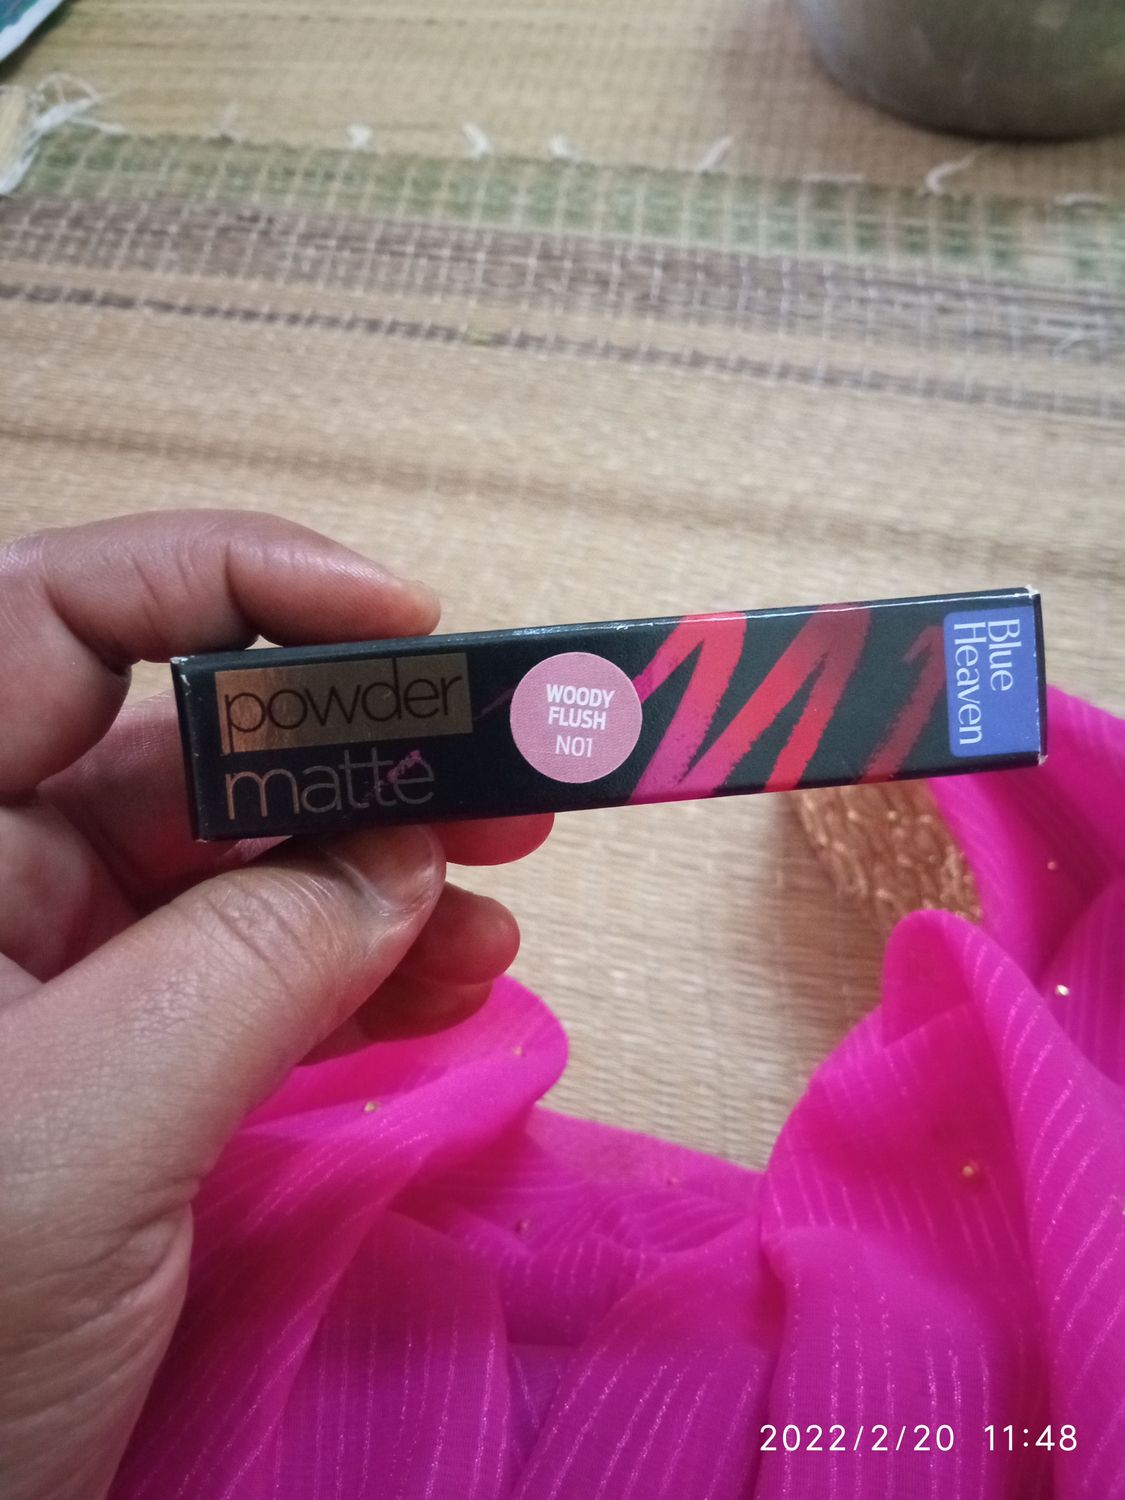 powder
matte
WOODY
FLUSH
N01
Blue
Heaven
2022/2/20 11:48